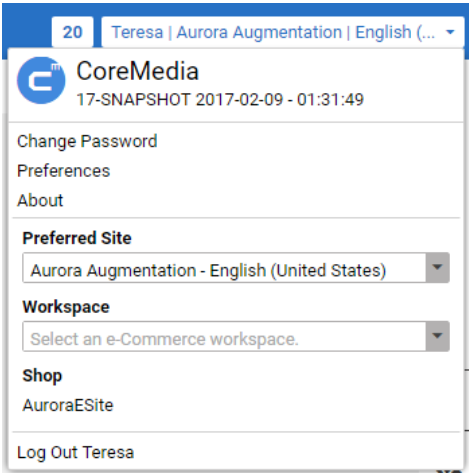 20 Teresa | Aurora Augmentation | English (...
CoreMedia
17-SNAPSHOT 2017-02-09 - 01:31:49
Change Password
Preferences
About
Preferred Site
Aurora Augmentation - English (United States)
Workspace
Select an e-Commerce workspace.
Shop
AuroraESite
Log Out Teresa